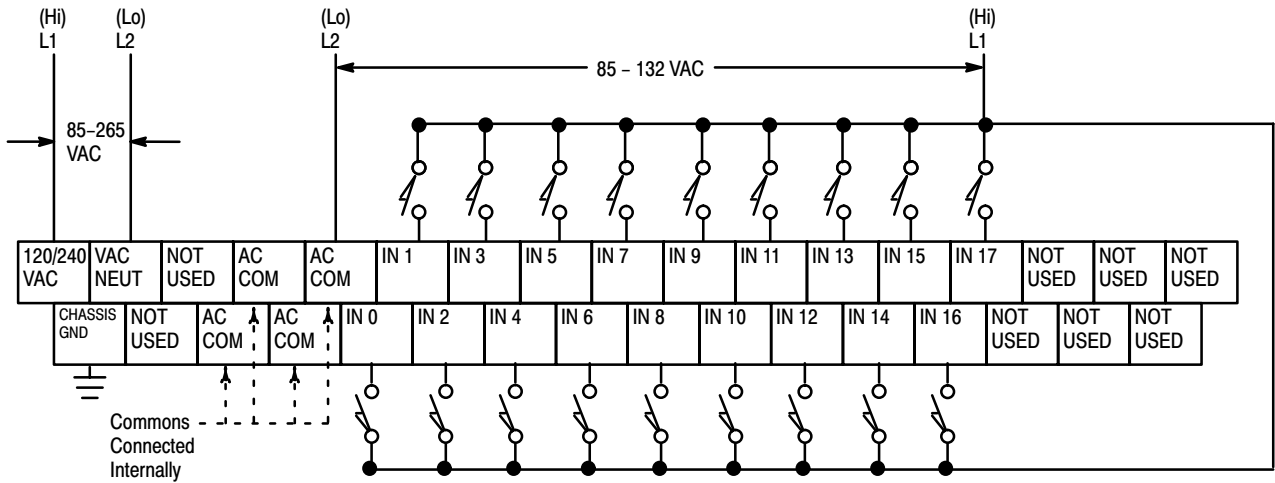 (Hi)
L1
(Lo)
L2
(Lo)
L2
(Hi)
L1
85 – 132 VAC
85–265
VAC
120/240
VAC
VAC
NEUT
NOT
USED
AC
COM
AC
COM
IN 1
IN 3
IN 5
IN 7
IN 9
IN 11
IN 13
IN 15
IN 17
NOT
USED
NOT
USED
NOT
USED
CHASSIS
GND
NOT
USED
AC
COM
AC
COM
IN 0
IN 2
IN 4
IN 6
IN 8
IN 10
IN 12
IN 14
IN 16
NOT
USED
NOT
USED
NOT
USED
Commons
Connected
Internally